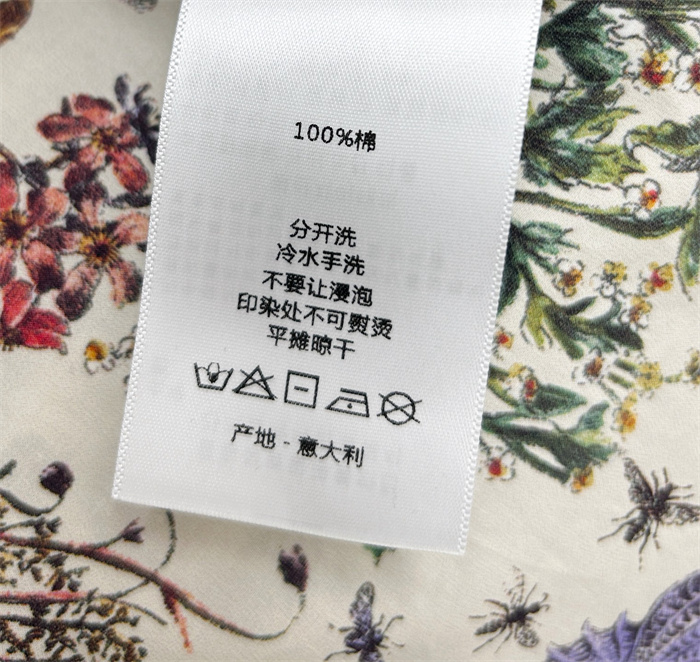 100%棉
分开洗
冷水手洗
不要让漫泡
印染处不可熨烫
平摊晾干
产地 - 意大利